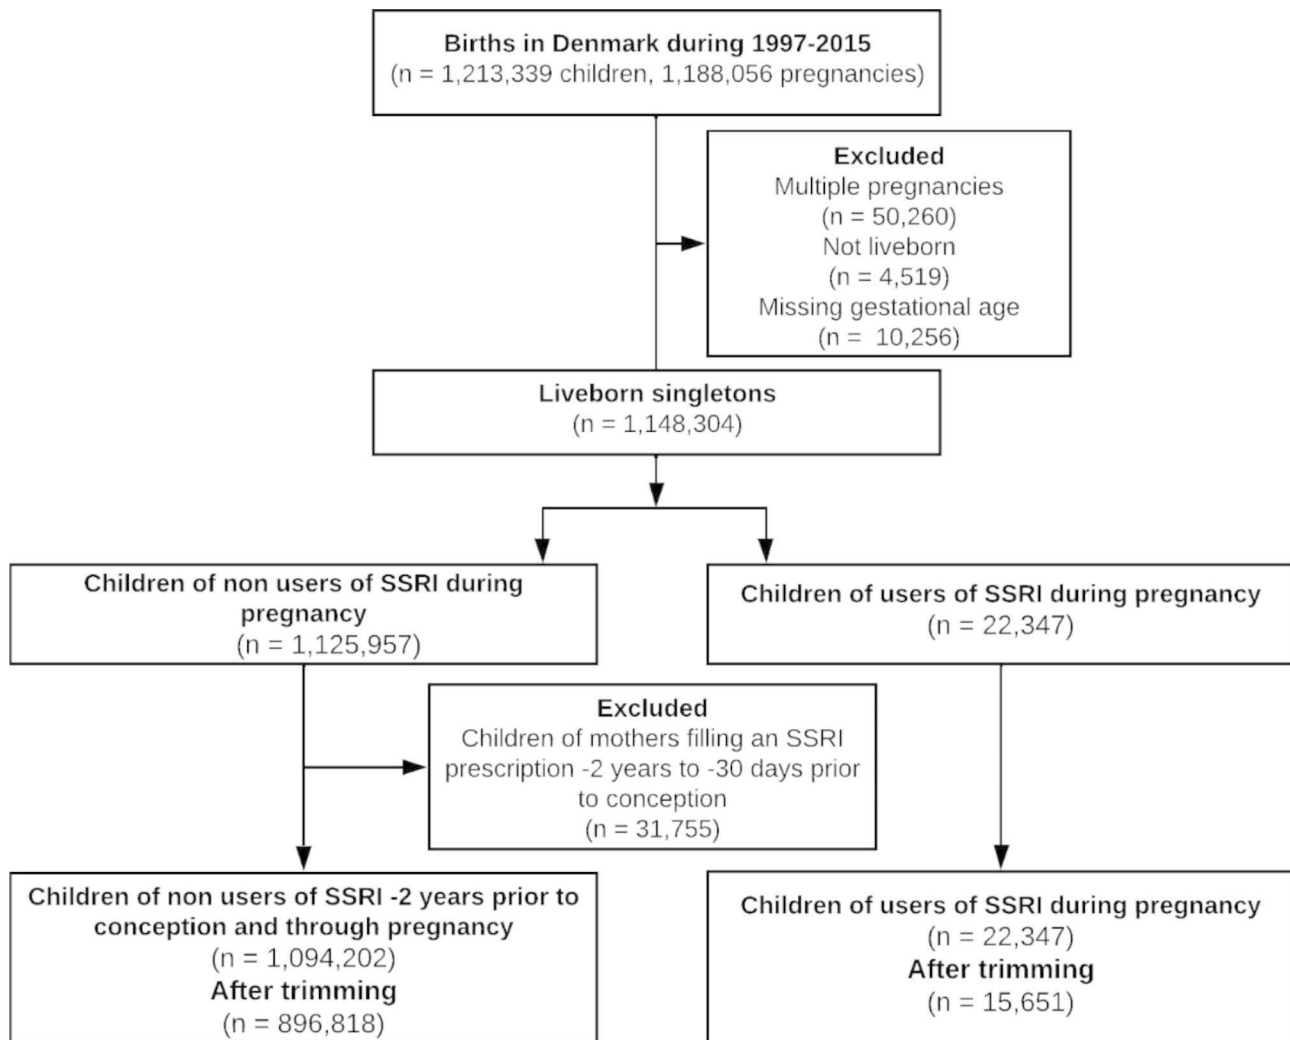 Births in Denmark during 1997-2015
(n = 1,213,339 children, 1,188,056 pregnancies)
Excluded
Multiple pregnancies
(n = 50,260)
Not liveborn
(n = 4,519)
Missing gestational age
(n =  10,256)
Liveborn singletons
(n = 1,148,304)
Children of non users of SSRI during
pregnancy
(n = 1,125,957)
Children of users of SSRI during pregnancy
(n = 22,347)
Excluded
Children of mothers filling an SSRI
prescription -2 years to -30 days prior
to conception
(n = 31,755)
Children of non users of SSRI -2 years prior to
conception and through pregnancy
(n = 1,094,202)
After trimming
(n = 896,818)
Children of users of SSRI during pregnancy
(n = 22,347)
After trimming
(n = 15,651)